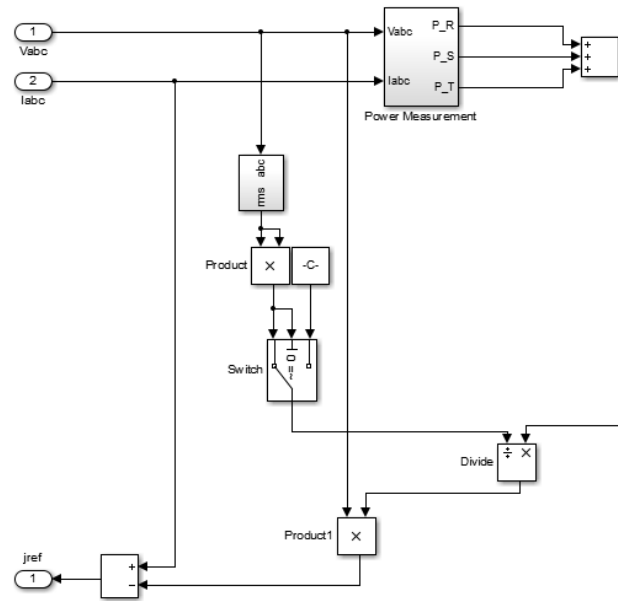 1
Vabc
2
Iabc
Vabc
Iabc
P_R
P_S
P_T
Power Measurement
+
+
+
abc
rms
Product
×
-C-
Switch
~= 0
Divide
÷
×
Product1
×
jref
1
+
−